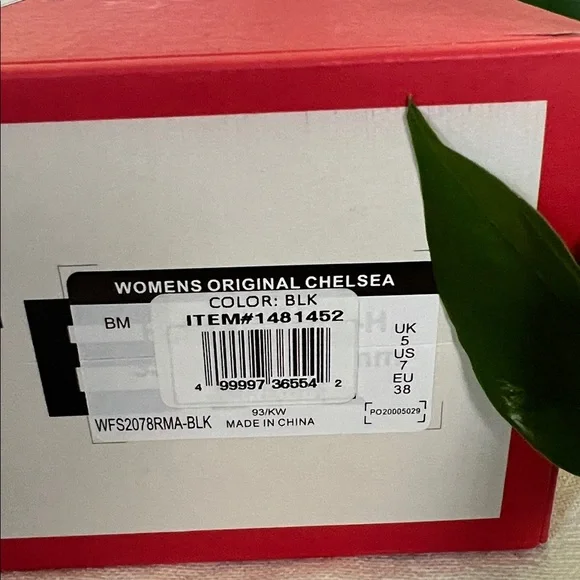 WOMENS ORIGINAL CHELSEA
COLOR: BLK
BM
ITEM#1481452
4 99997 36554 2
UK
5
US
7
EU
38
93/KW
WFS2078RMA-BLK
MADE IN CHINA
PO20005029